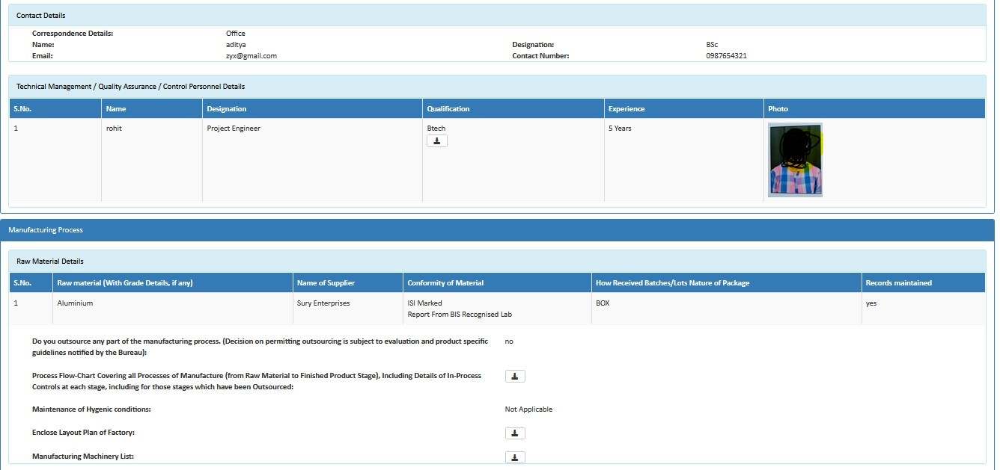 Contact Details
Correspondence Details: Office
Name: aditya Designation: BSc
Email: zyx@gmail.com Contact Number: 0987654321
Technical Management / Quality Assurance / Control Personnel Details
S.No. Name Designation Qualification Experience Photo
1 rohit Project Engineer Btech 5 Years
Manufacturing Process
Raw Material Details
S.No. Raw material (With Grade Details, if any) Name of Supplier Conformity of Material How Received Batches/Lots Nature of Package Records maintained
1 Aluminium Sury Enterprises ISI Marked BOX yes
Report From BIS Recognised Lab
Do you outsource any part of the manufacturing process. (Decision on permitting outsourcing is subject to evaluation and product specific no
guidelines notified by the Bureau):
Process Flow-Chart Covering all Processes of Manufacture (from Raw Material to Finished Product Stage), Including Details of In-Process
Controls at each stage, including for those stages which have been Outsourced:
Maintenance of Hygenic conditions: Not Applicable
Enclose Layout Plan of Factory:
Manufacturing Machinery List: